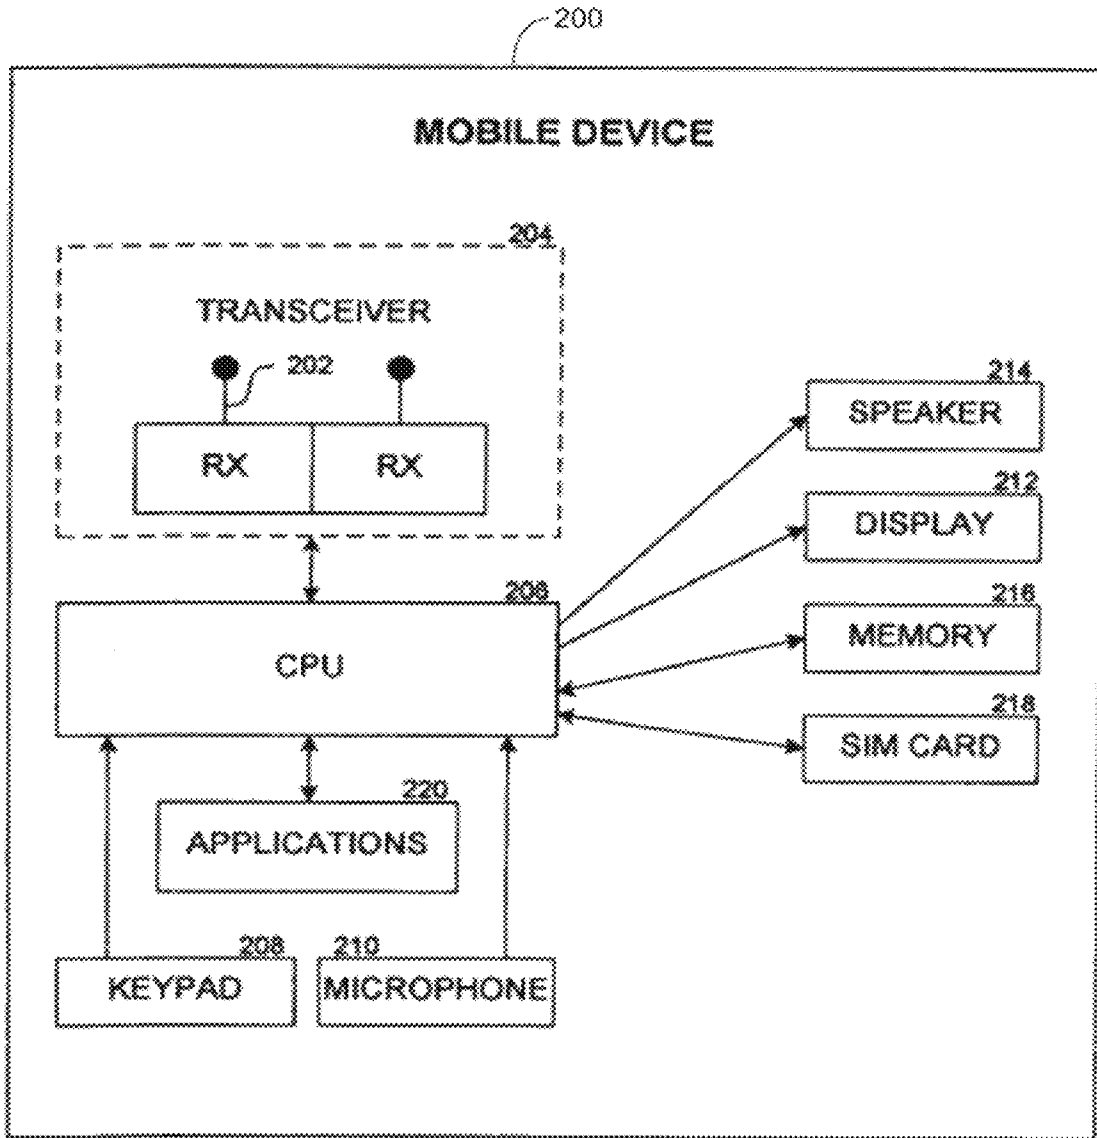 200
MOBILE DEVICE
204
TRANSCEIVER
202
RX RX
206
CPU
214
SPEAKER
212
DISPLAY
216
MEMORY
218
SIM CARD
220
APPLICATIONS
208
KEYPAD
210
MICROPHONE